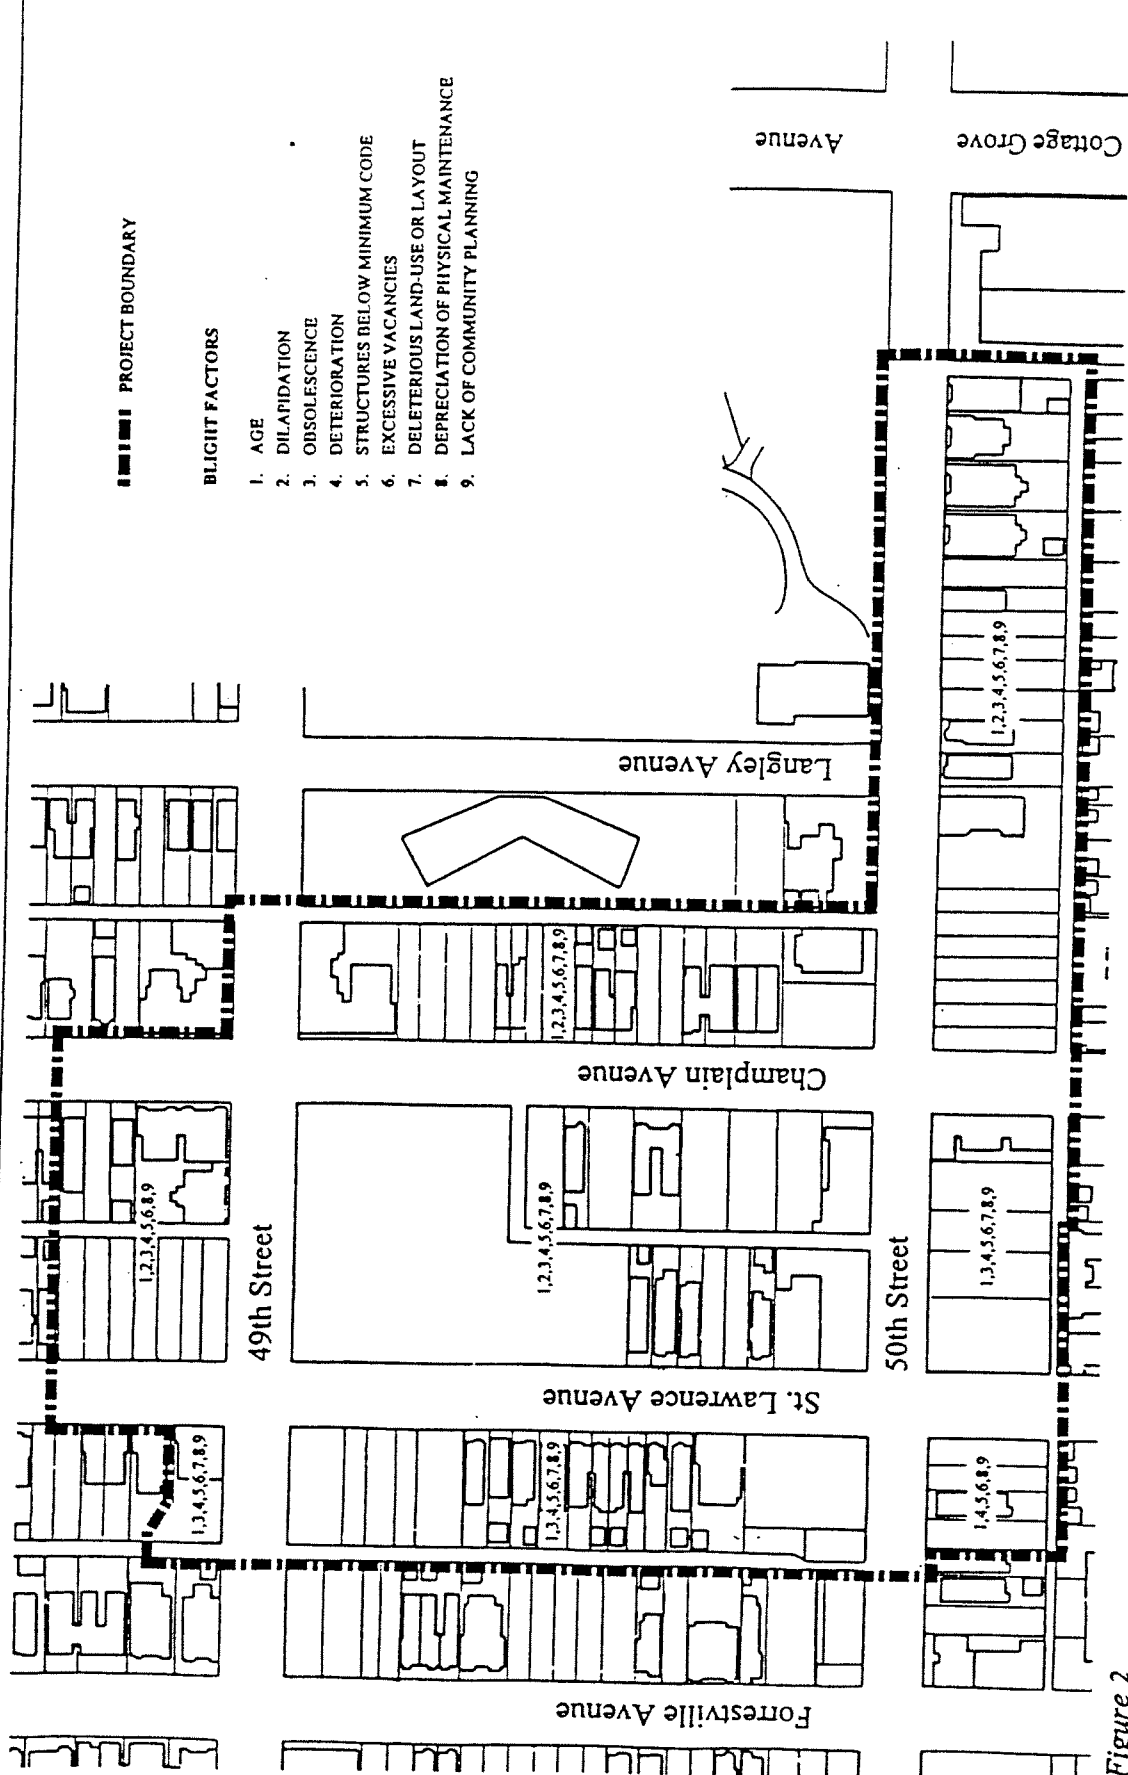 PROJECT BOUNDARY
BLIGHT FACTORS
1. AGE
2. DILAPIDATION
3. OBSOLESCENCE
4. DETERIORATION
5. STRUCTURES BELOW MINIMUM CODE
6. EXCESSIVE VACANCIES
7. DELETERIOUS LAND-USE OR LAYOUT
8. DEPRECIATION OF PHYSICAL MAINTENANCE
9. LACK OF COMMUNITY PLANNING
Cottage Grove
Avenue
Langley Avenue
Champlain Avenue
St. Lawrence Avenue
Forrestville Avenue
49th Street
50th Street
1,2,3,4,5,6,8,9
1,3,4,5,6,7,8,9
1,2,3,4,5,6,7,8,9
1,2,3,4,5,6,7,8,9
1,3,4,5,6,7,8,9
1,2,3,4,5,6,7,8,9
1,3,4,5,6,7,8,9
1,4,5,6,8,9
Figure 2